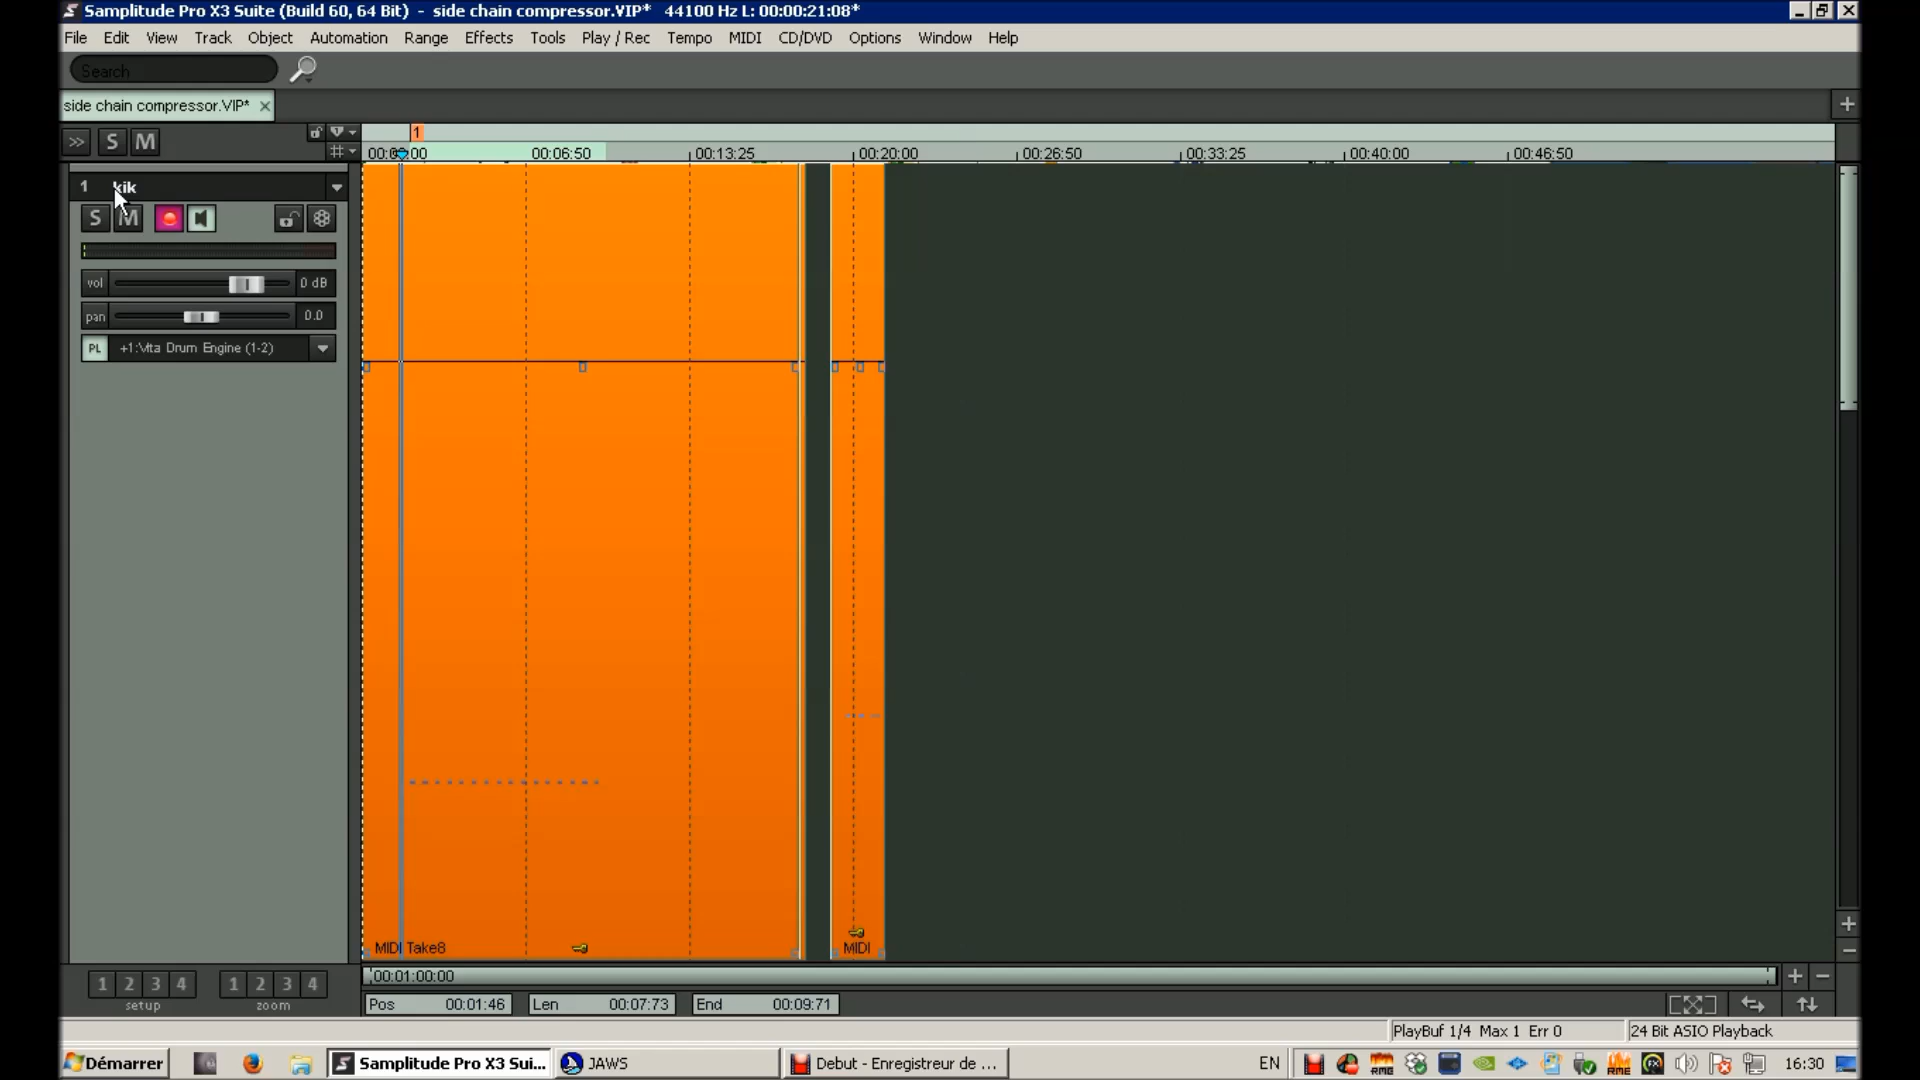 Samplitude Pro X3 Suite (Build 60, 64 Bit) - side chain compressor.VIP* 44100 Hz L: 00:00:21:08*
File Edit View Track Object Automation Range Effects Tools Play / Rec Tempo MIDI CD/DVD Options Window Help
Search
side chain compressor.VIP*
S M
1
00:06:50 00:13:25 00:20:00 00:26:50 00:33:25 00:40:00 00:46:50
1 kik
S M
vol 0 dB
pan 0.0
PL +1:Vita Drum Engine (1-2)
MIDI Take8 MIDI
00:01:00:00
1 2 3 4 1 2 3 4
setup zoom
Pos 00:01:46 Len 00:07:73 End 00:09:71
PlayBuf 1/4 Max 1 Err 0 24 Bit ASIO Playback
Démarrer Samplitude Pro X3 Sui... JAWS Debut - Enregistreur de ... EN RME RME 16:30